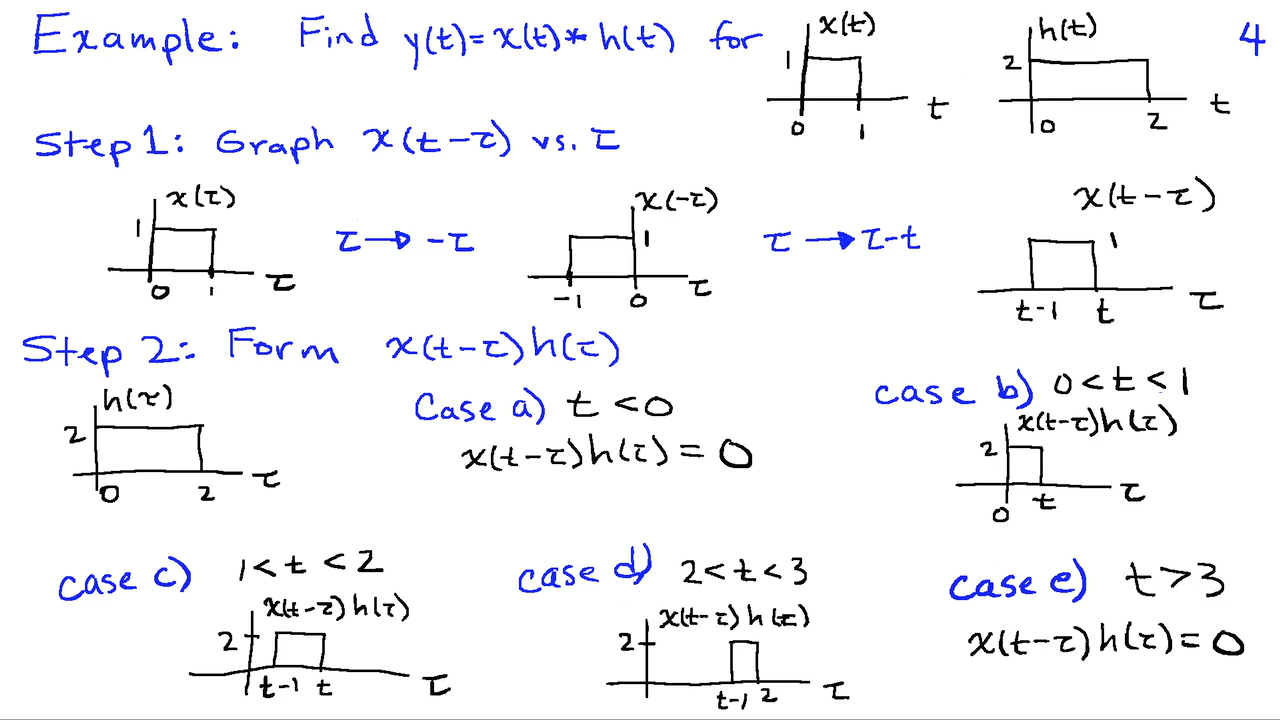 Example: Find y(t)=x(t)* h(t) for
x(t)
1
0 1 t
h(t)
2
0 2 t
4
Step 1: Graph x(t-τ) vs. τ
x(τ)
1
0 1 τ
τ → -τ
x(-τ)
1
-1 0 τ
τ → τ-t
x(t-τ)
1
t-1 t τ
Step 2: Form x(t-τ)h(τ)
h(τ)
2
0 2 τ
Case a) t<0
x(t-τ)h(τ) = 0
case b) 0<t<1
x(t-τ)h(τ)
2
0 t τ
case c) 1<t<2
x(t-τ)h(τ)
2
t-1 t τ
case d) 2<t<3
x(t-τ)h(τ)
2
t-1 2 τ
case e) t>3
x(t-τ)h(τ)=0